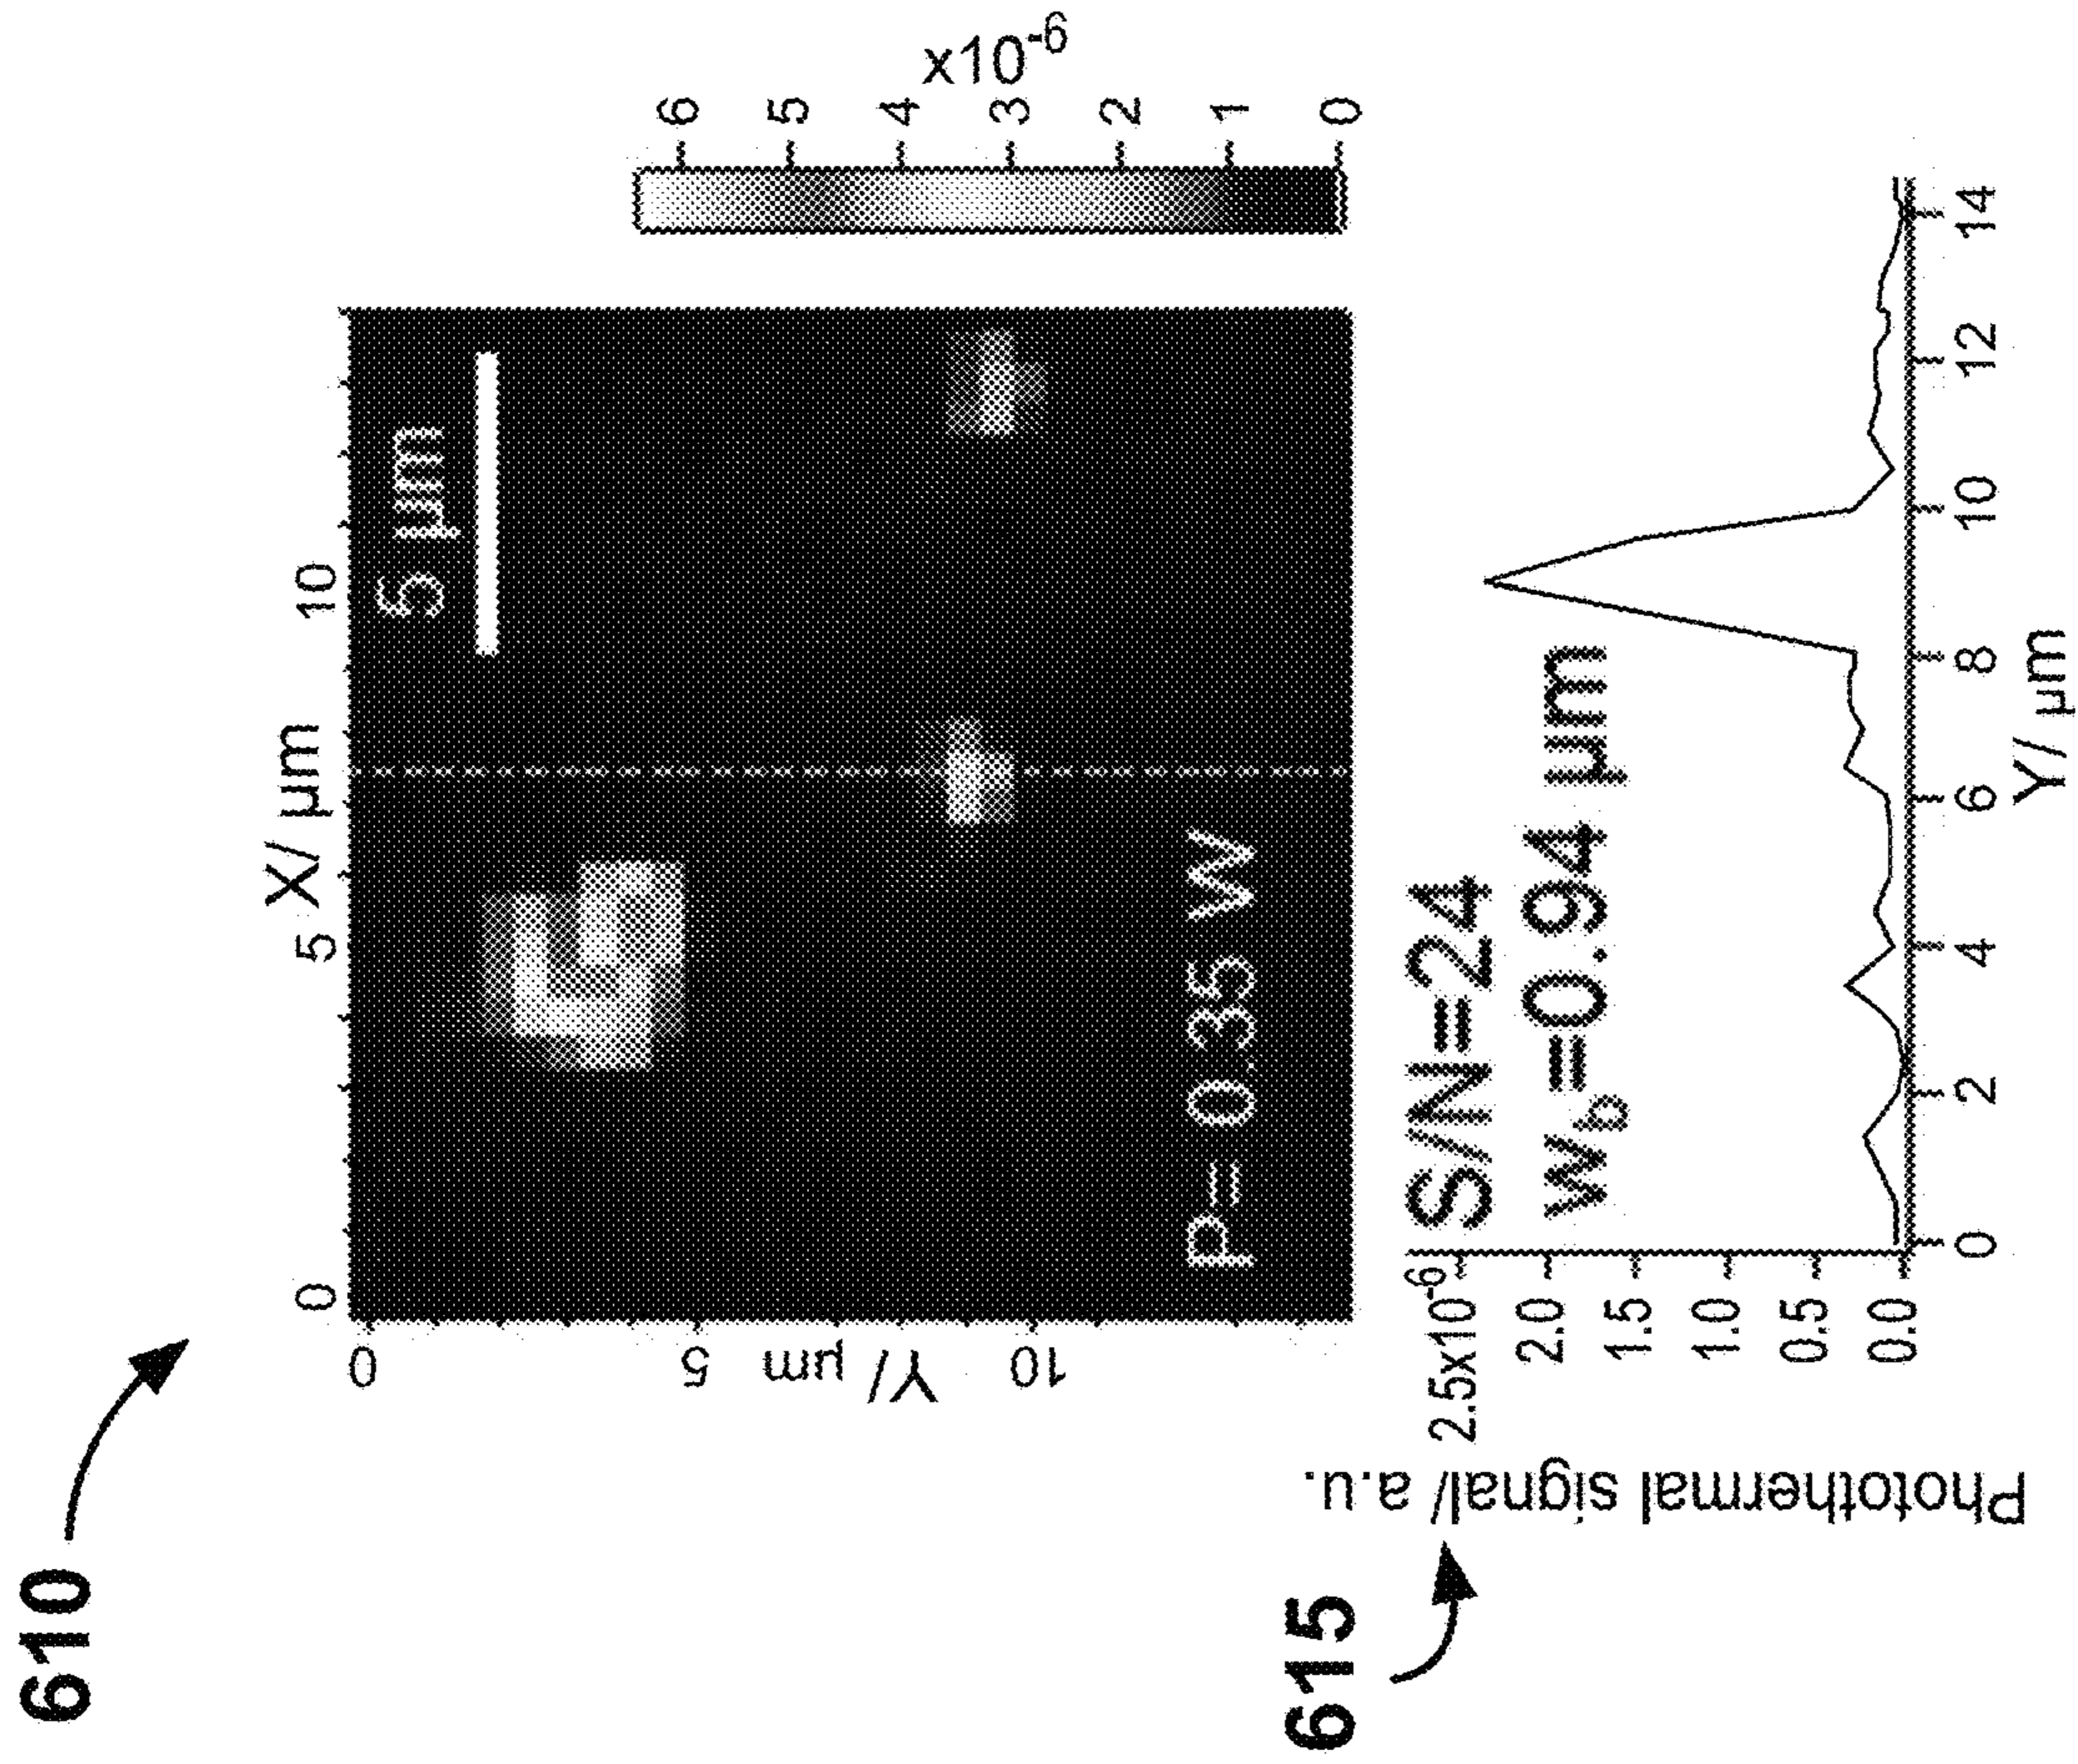 610
X/ μm
0
5
10
Y/ μm
0
5
10
5 μm
P= 0.35 W
x10-6
6
5
4
3
2
1
0
615
Photothermal signal/ a.u.
2.5x10-6
2.0
1.5
1.0
0.5
0.0
S/N=24
wb=0.94 μm
0
2
4
6
8
10
12
14
Y/ μm